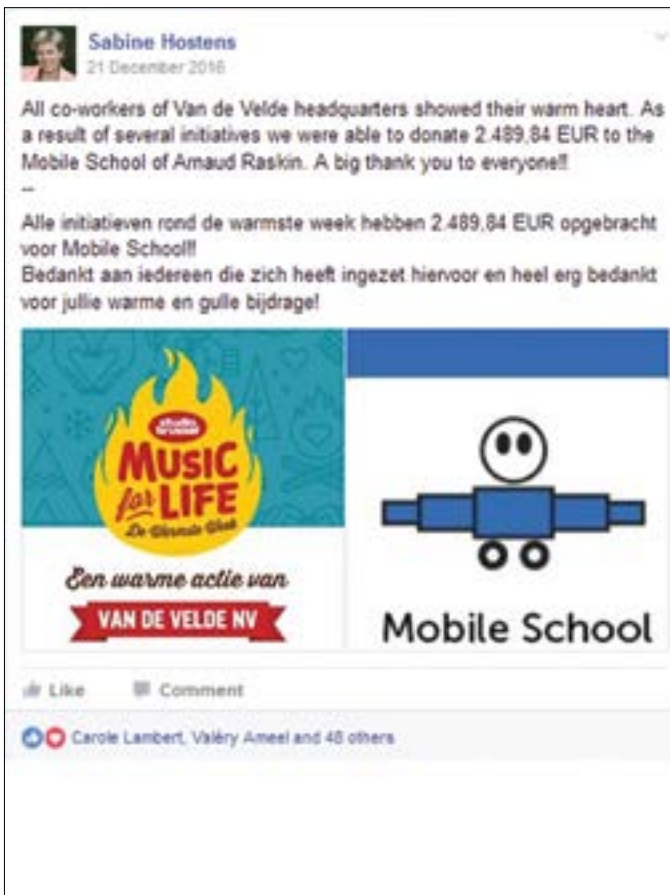 Sabine Hostens
21 December 2016
All co-workers of Van de Velde headquarters showed their warm heart. As
a result of several initiatives we were able to donate 2.489,84 EUR to the
Mobile School of Arnaud Raskin. A big thank you to everyone!!
--
Alle initiatieven rond de warmste week hebben 2.489,84 EUR opgebracht
voor Mobile School!!
Bedankt aan iedereen die zich heeft ingezet hiervoor en heel erg bedankt
voor jullie warme en gulle bijdrage!
studio
brussel
MUSIC
for LIFE
De Warmste Week
Een warme actie van
VAN DE VELDE NV
Mobile School
Like
Comment
Carole Lambert, Valéry Ameel and 48 others